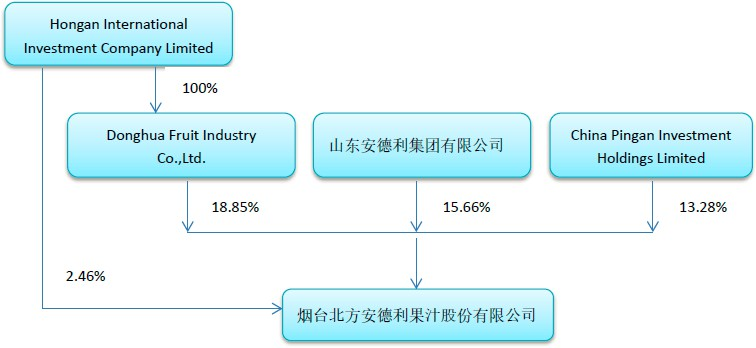 Hongan International
Investment Company Limited
100%
Donghua Fruit Industry
Co.,Ltd.
山东安德利集团有限公司
China Pingan Investment
Holdings Limited
18.85%
15.66%
13.28%
2.46%
烟台北方安德利果汁股份有限公司